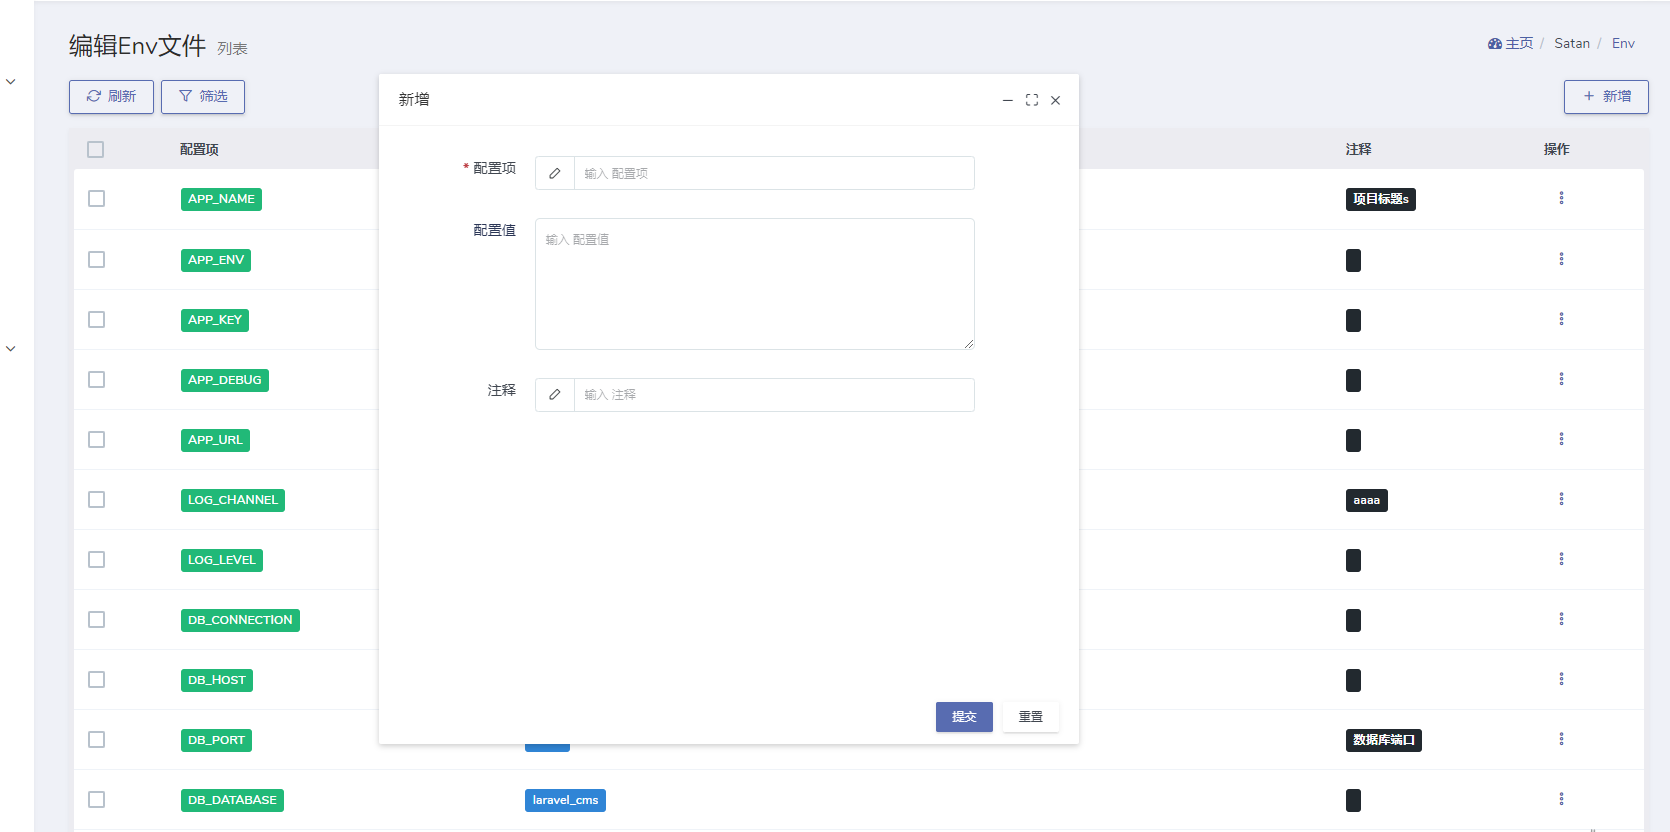 编辑Env文件 列表
主页 / Satan / Env
刷新 筛选
+ 新增
新增
* 配置项 输入 配置项
配置值 输入 配置值
注释 输入 注释
提交 重置
配置项 注释 操作
APP_NAME 项目标题s
APP_ENV
APP_KEY
APP_DEBUG
APP_URL
LOG_CHANNEL aaaa
LOG_LEVEL
DB_CONNECTION
DB_HOST
DB_PORT 数据库端口
DB_DATABASE laravel_cms